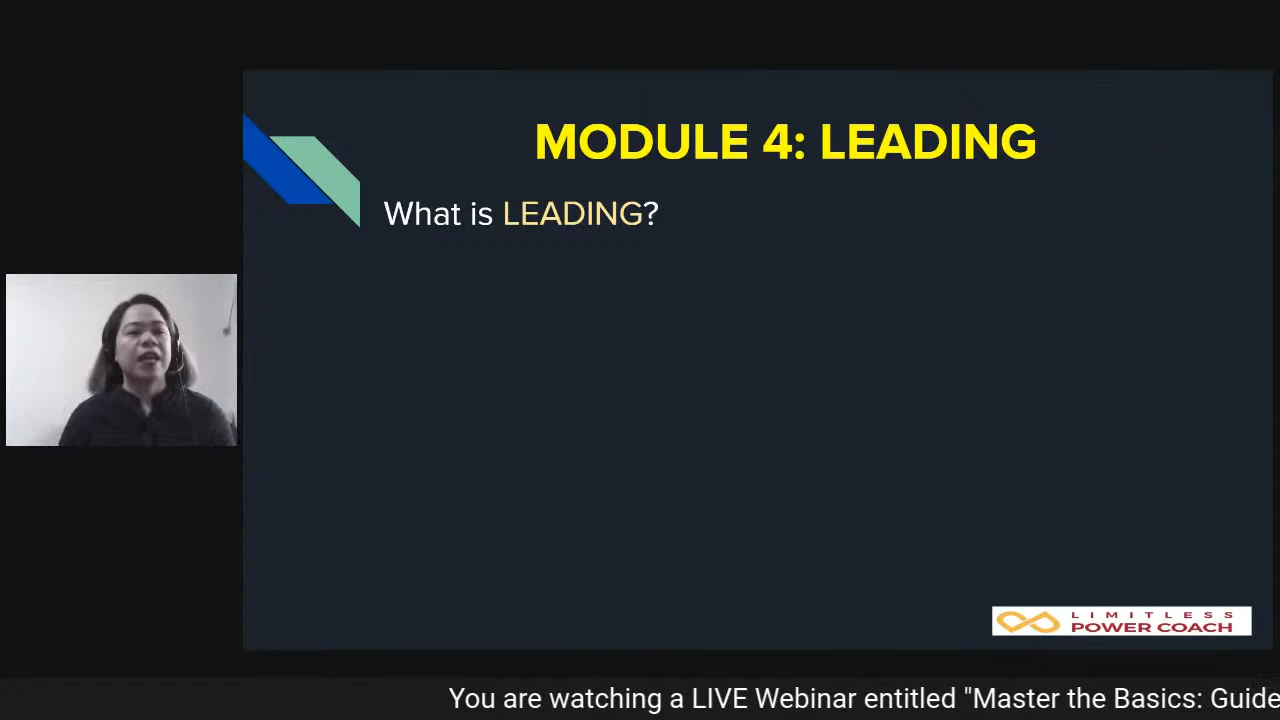 MODULE 4: LEADING
What is LEADING?
LIMITLESS
POWER COACH
You are watching a LIVE Webinar entitled "Master the Basics: Guide